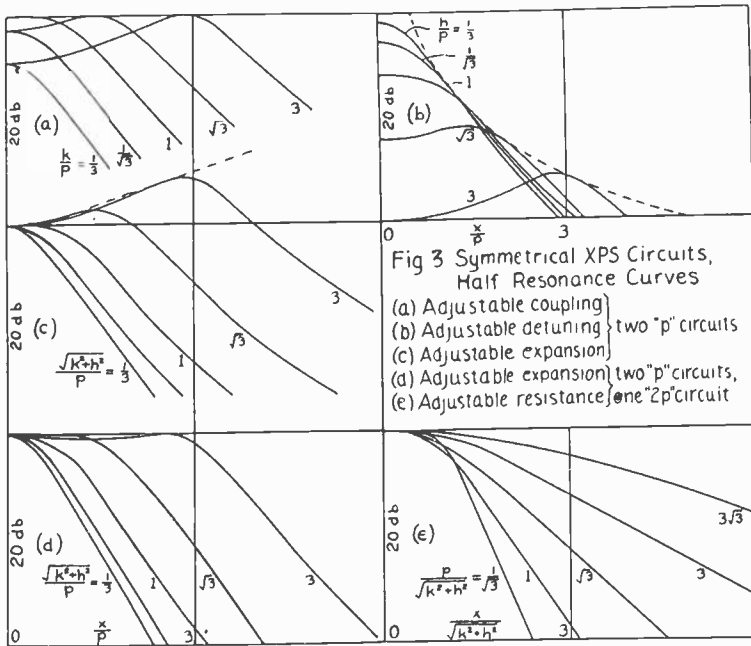 20 db
(a)
k/p = 1/3
1/√3
1
√3
3
20 db
(b)
h/p = 1/3
1/√3
1
√3
3
0
x/p
3
Fig 3 Symmetrical XPS Circuits,
Half Resonance Curves
(a) Adjustable coupling
(b) Adjustable detuning } two "p" circuits
(c) Adjustable expansion
(d) Adjustable expansion } two "p" circuits,
(e) Adjustable resistance } one "2p" circuit
20 db
(c)
√k²+h²/p = 1/3
1
√3
3
20 db
(d)
√k²+h²/p = 1/3
1
√3
3
0
x/p
3
20 db
(e)
p/√k²+h² = 1/√3
1
√3
3
3√3
0
x/√k²+h²
3